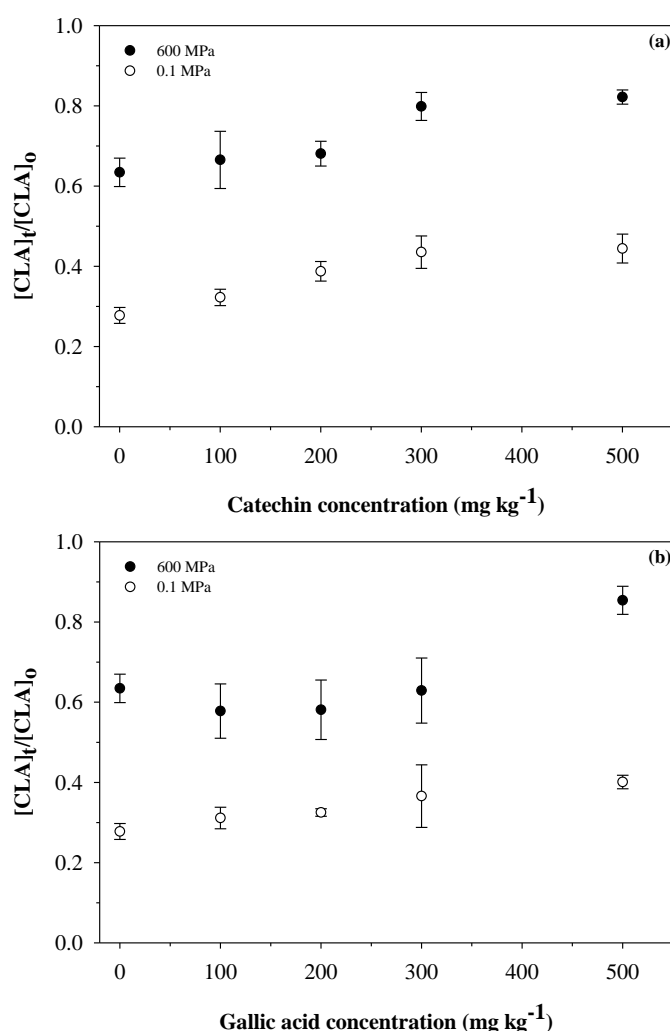 (a)
600 MPa
0.1 MPa
1.0
0.8
0.6
0.4
0.2
0.0
[CLA]t/[CLA]o
0 100 200 300 400 500
Catechin concentration (mg kg-1)
(b)
600 MPa
0.1 MPa
1.0
0.8
0.6
0.4
0.2
0.0
[CLA]t/[CLA]o
0 100 200 300 400 500
Gallic acid concentration (mg kg-1)